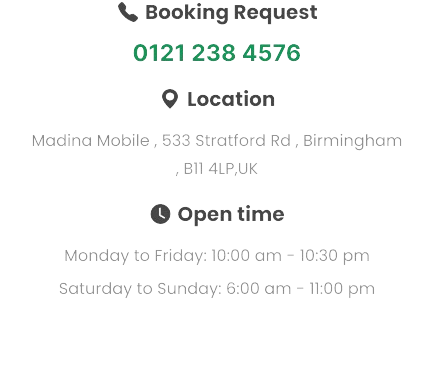 Booking Request
0121 238 4576
Location
Madina Mobile , 533 Stratford Rd , Birmingham
, B11 4LP,UK
Open time
Monday to Friday: 10:00 am - 10:30 pm
Saturday to Sunday: 6:00 am - 11:00 pm